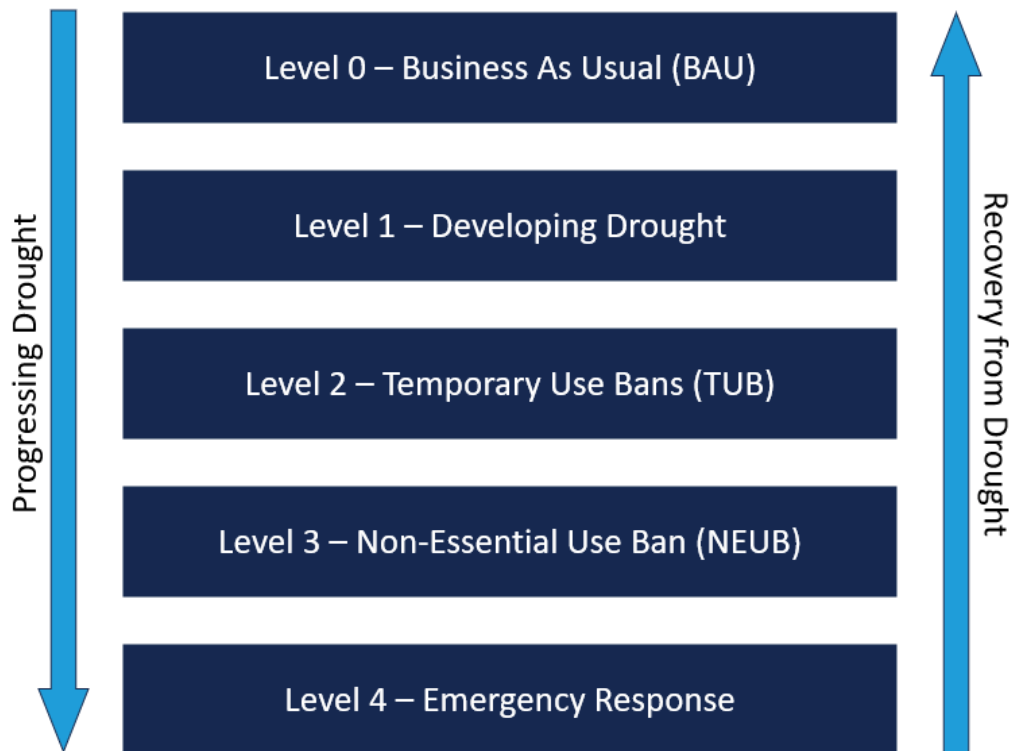 Level 0 – Business As Usual (BAU)
Level 1 – Developing Drought
Level 2 – Temporary Use Bans (TUB)
Level 3 – Non-Essential Use Ban (NEUB)
Level 4 – Emergency Response
Progressing Drought
Recovery from Drought